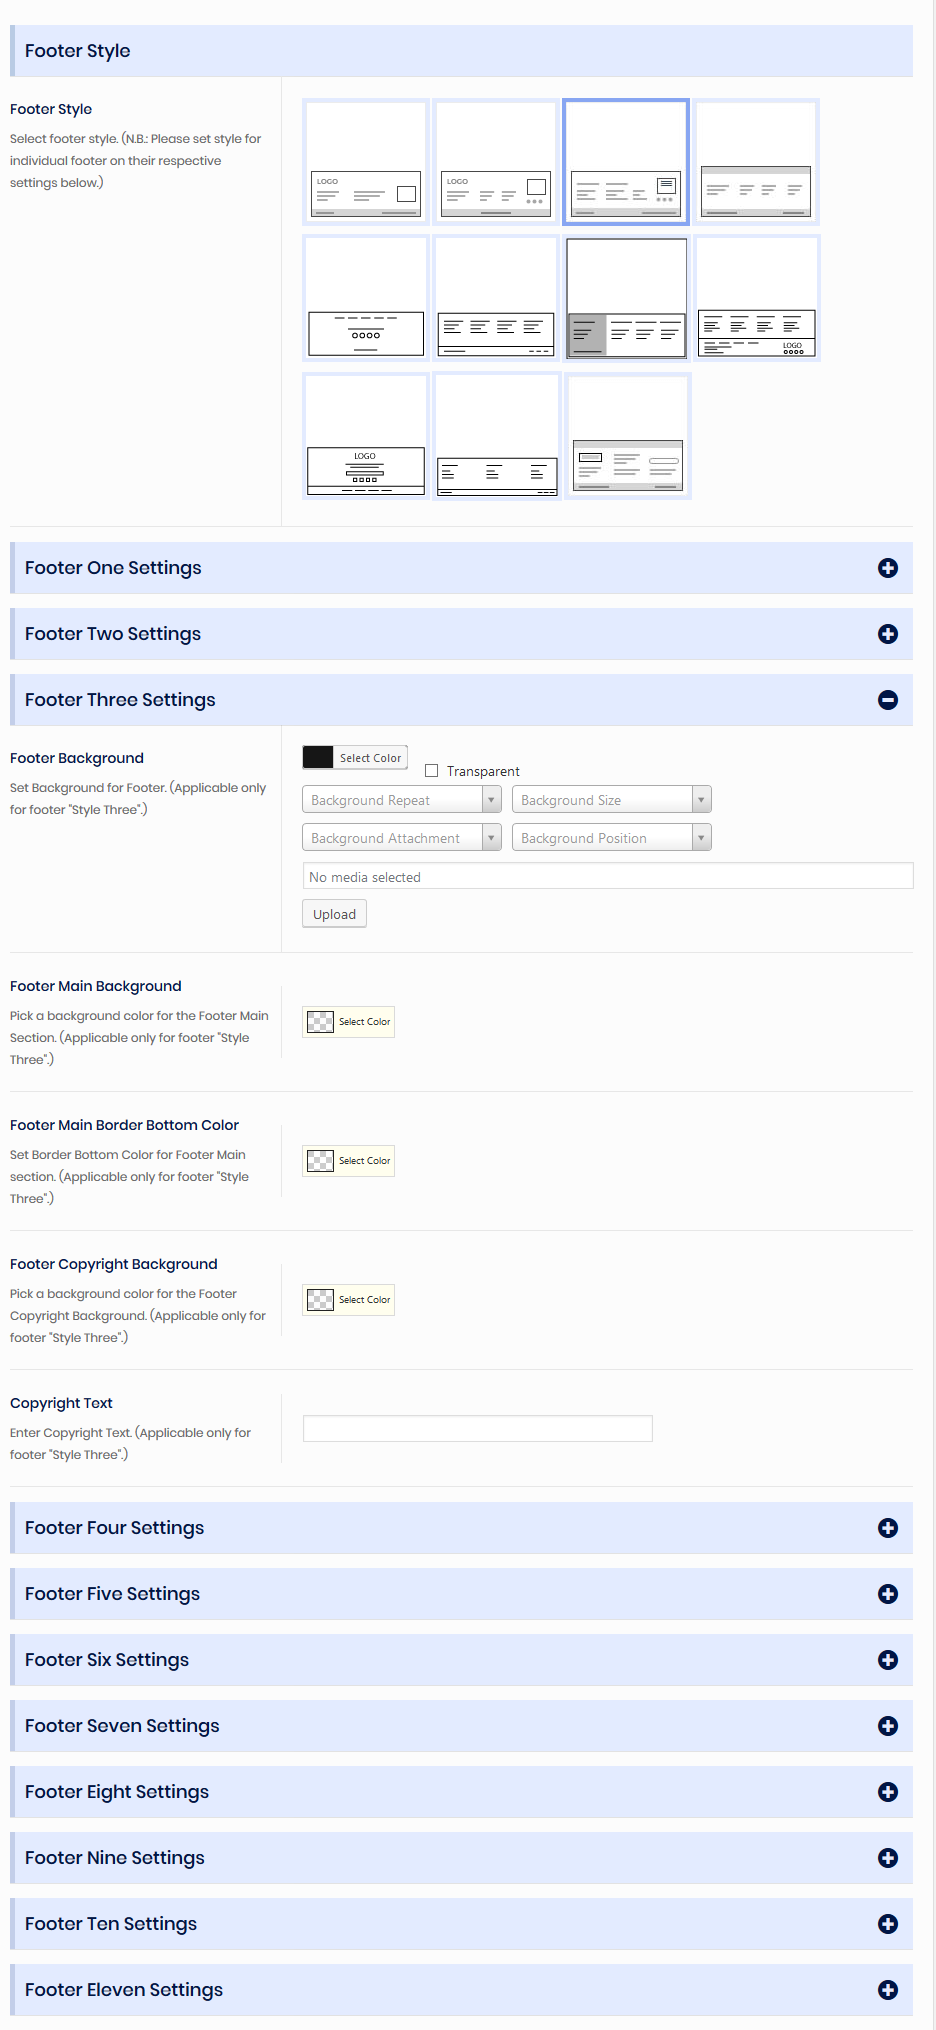 Footer Style
Footer Style
Select footer style. (N.B.: Please set style for
individual footer on their respective
settings below.)
LOGO
LOGO
LOGO
LOGO
Footer One Settings
Footer Two Settings
Footer Three Settings
Footer Background
Set Background for Footer. (Applicable only
for footer "Style Three".)
Select Color
Transparent
Background Repeat
Background Size
Background Attachment
Background Position
No media selected
Upload
Footer Main Background
Pick a background color for the Footer Main
Section. (Applicable only for footer "Style
Three".)
Select Color
Footer Main Border Bottom Color
Set Border Bottom Color for Footer Main
section. (Applicable only for footer "Style
Three".)
Select Color
Footer Copyright Background
Pick a background color for the Footer
Copyright Background. (Applicable only for
footer "Style Three".)
Select Color
Copyright Text
Enter Copyright Text. (Applicable only for
footer "Style Three".)
Footer Four Settings
Footer Five Settings
Footer Six Settings
Footer Seven Settings
Footer Eight Settings
Footer Nine Settings
Footer Ten Settings
Footer Eleven Settings